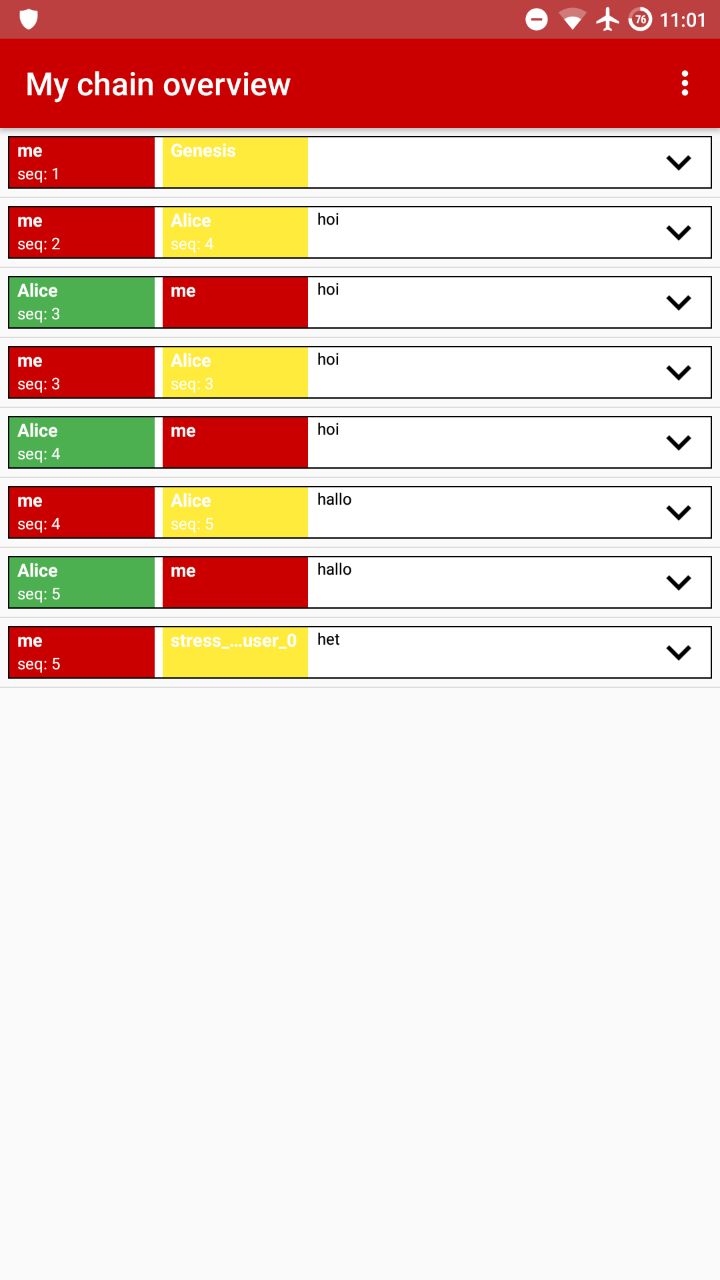 76 11:01
My chain overview
me Genesis
seq: 1
me Alice hoi
seq: 2 seq: 4
Alice me hoi
seq: 3
me Alice hoi
seq: 3 seq: 3
Alice me hoi
seq: 4
me Alice hallo
seq: 4 seq: 5
Alice me hallo
seq: 5
me stress_...user_0 het
seq: 5